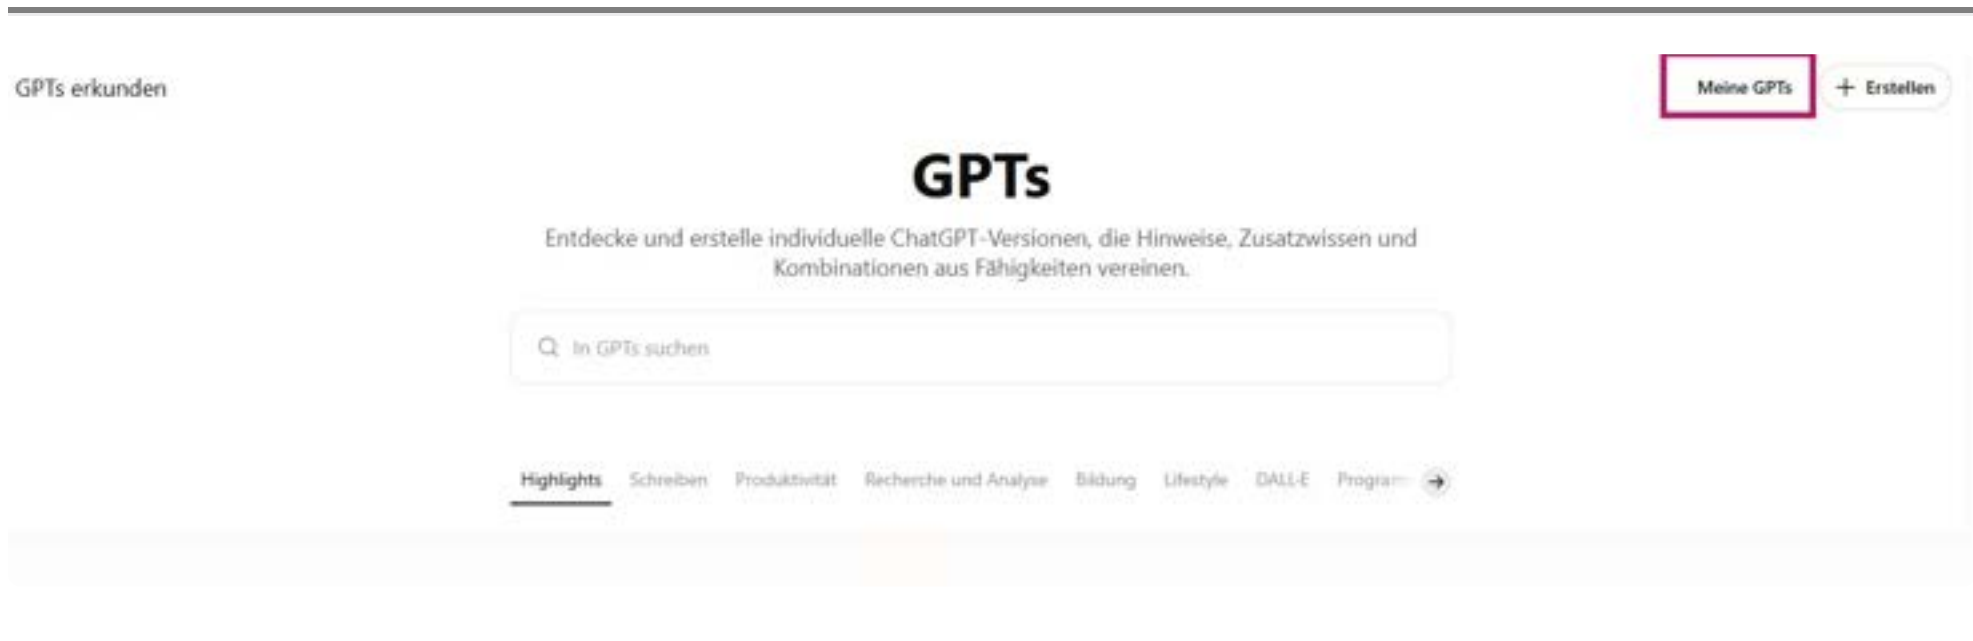 GPTs erkunden
Meine GPTs
+ Erstellen
GPTs
Entdecke und erstelle individuelle ChatGPT-Versionen, die Hinweise, Zusatzwissen und
Kombinationen aus Fähigkeiten vereinen.
In GPTs suchen
Highlights Schreiben Produktivität Recherche und Analyse Bildung Lifestyle DALL·E Program